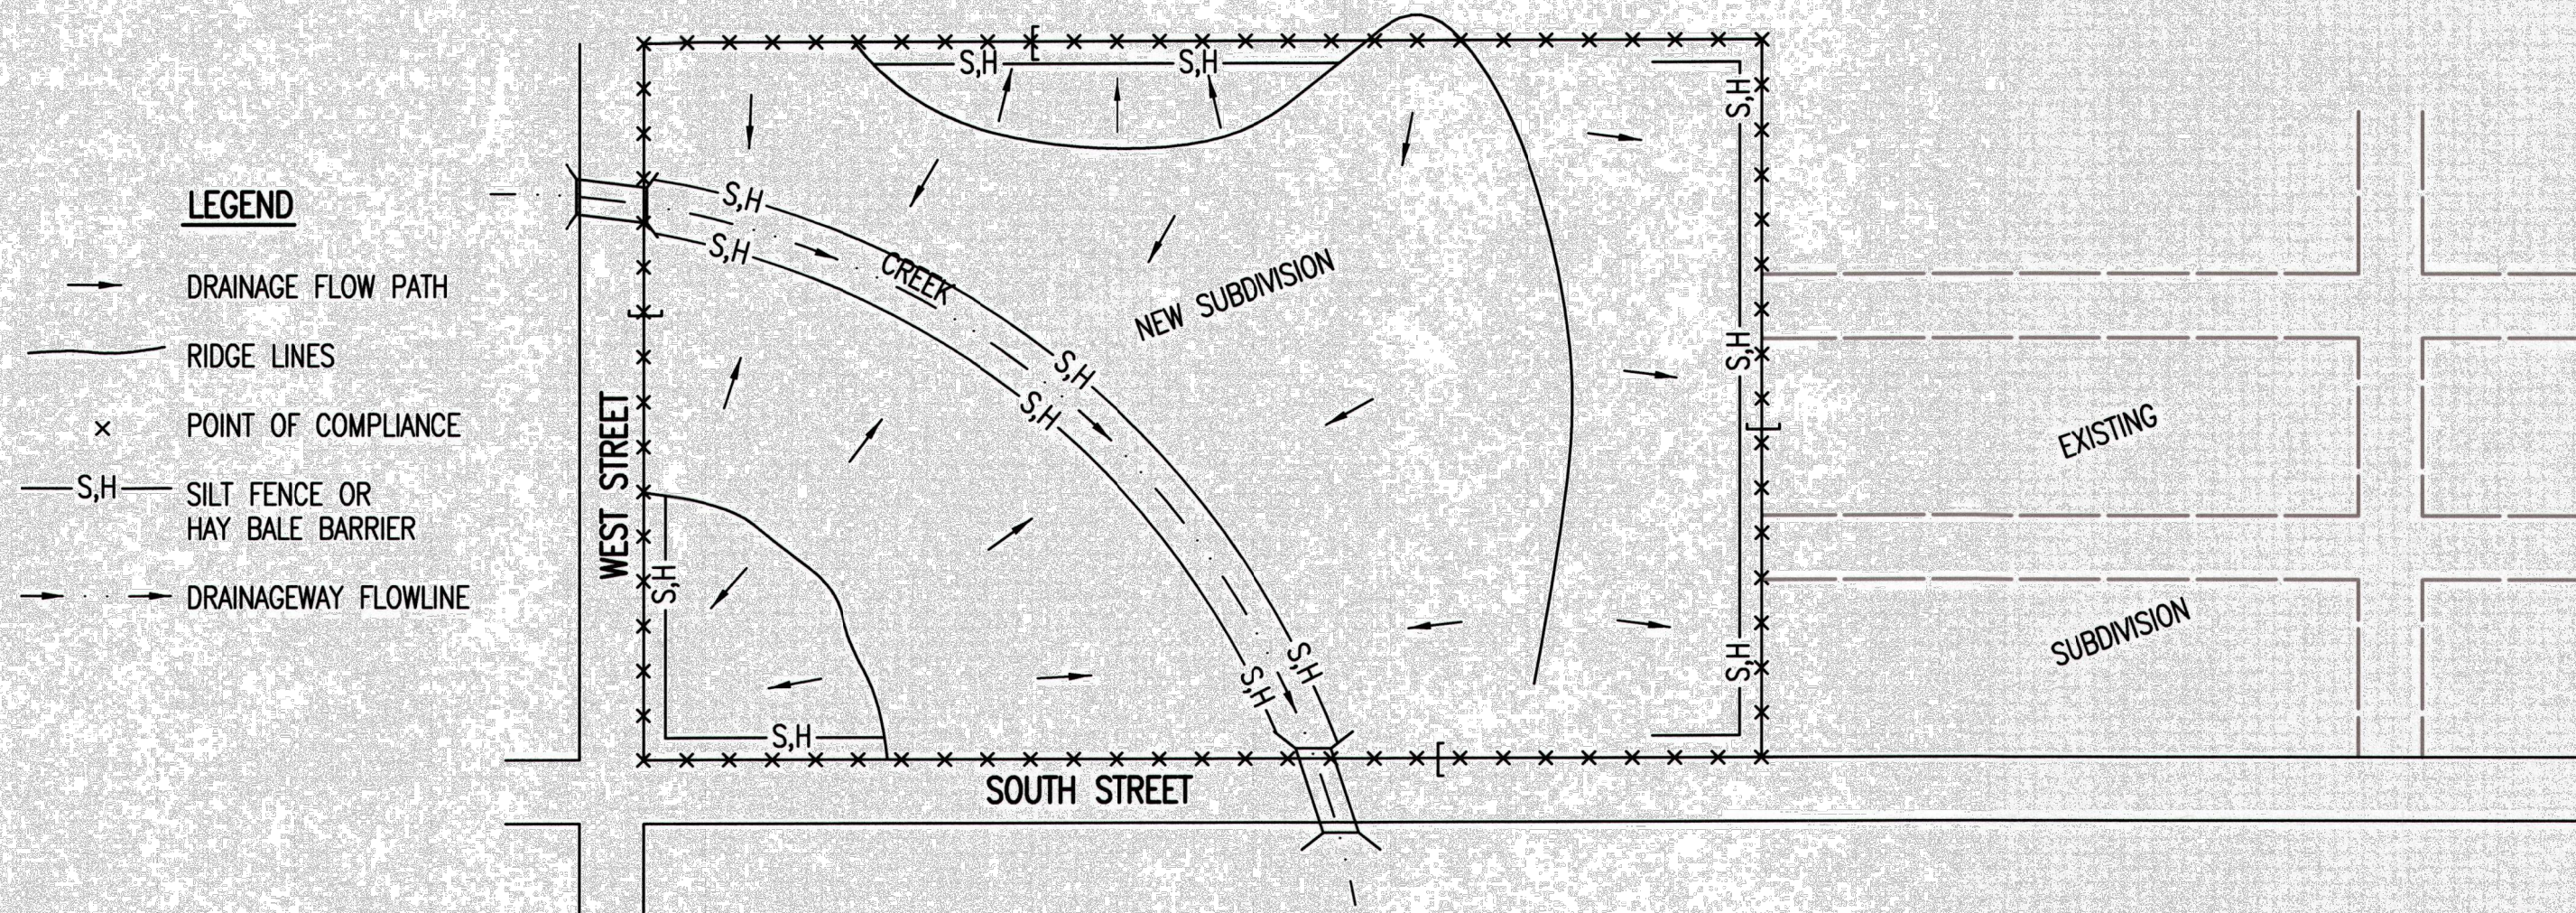 LEGEND
DRAINAGE FLOW PATH
RIDGE LINES
POINT OF COMPLIANCE
S,H
SILT FENCE OR
HAY BALE BARRIER
DRAINAGEWAY FLOWLINE
S,H
S,H
S,H
S,H
S,H
CREEK
NEW SUBDIVISION
S,H
S,H
S,H
WEST STREET
EXISTING
S,H
SUBDIVISION
S,H
S,H
S,H
S,H
SOUTH STREET